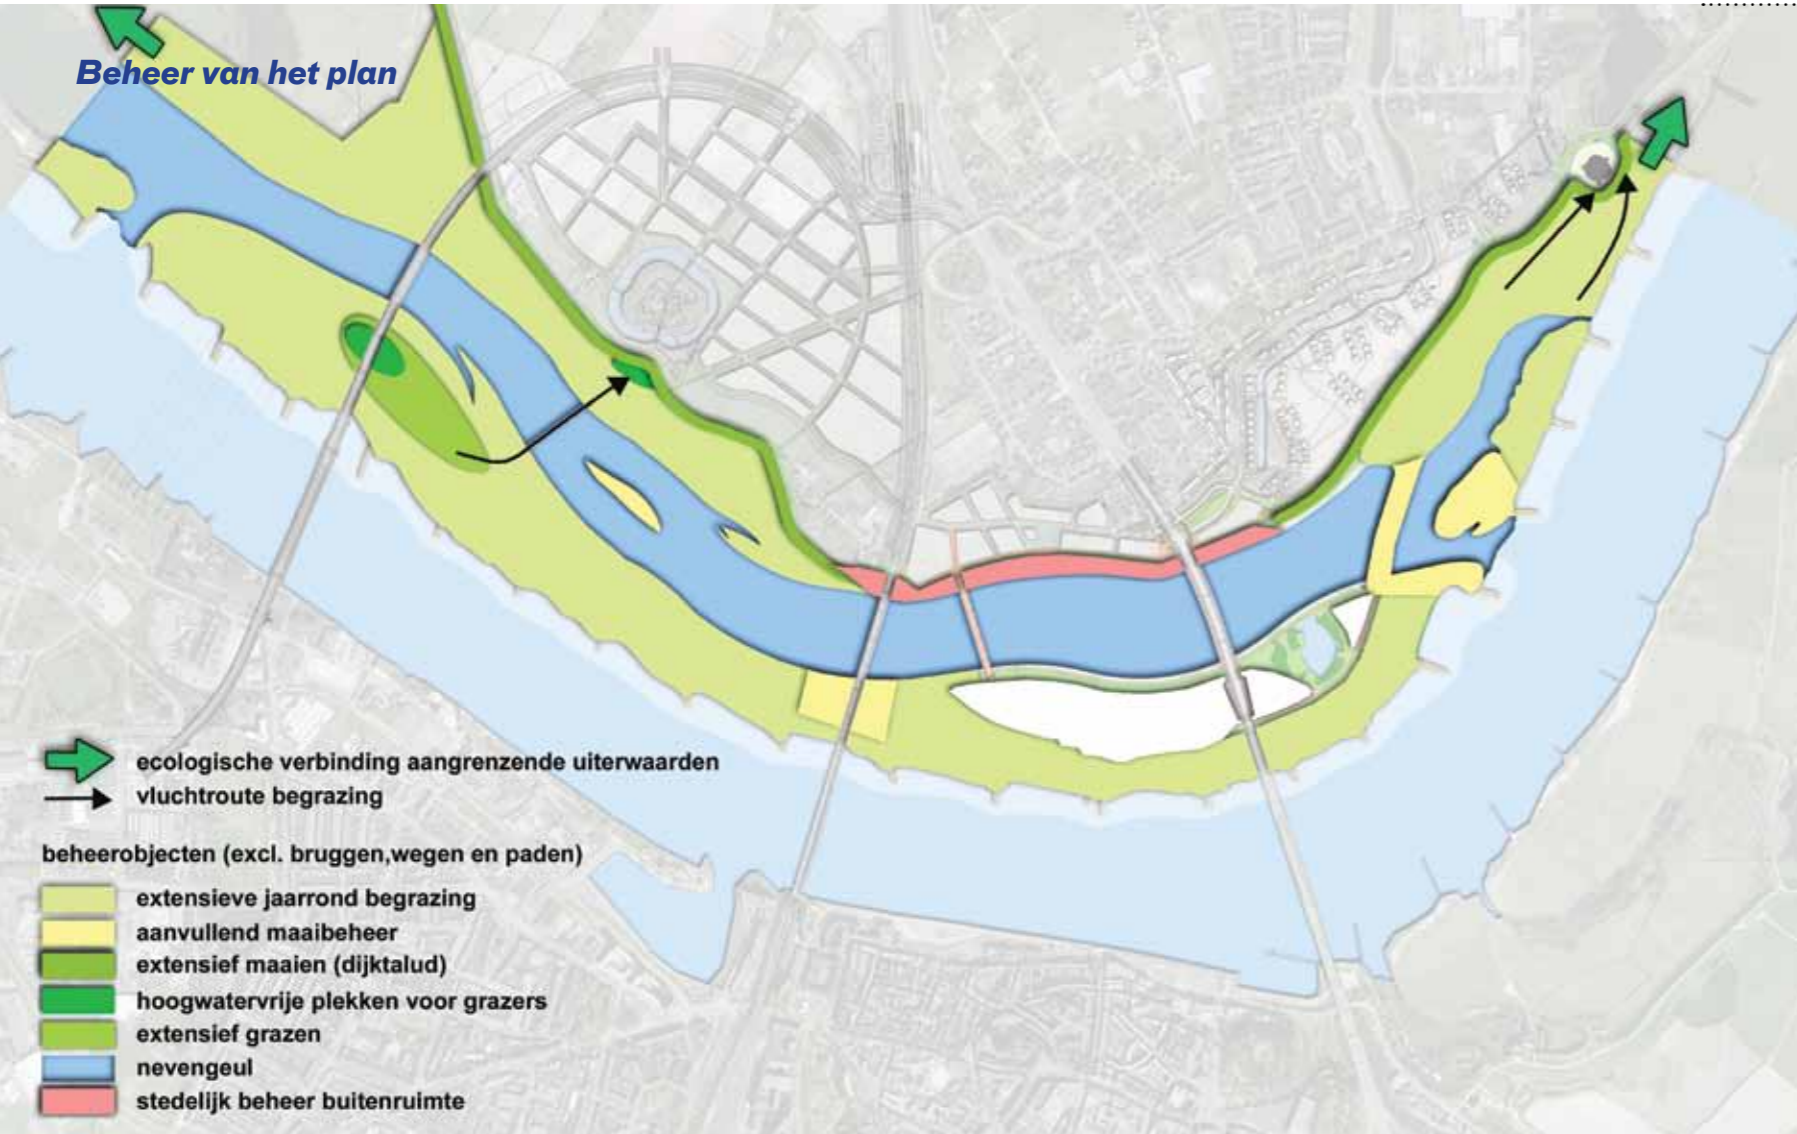 Beheer van het plan
ecologische verbinding aangrenzende uiterwaarden
vluchtroute begrazing
beheerobjecten (excl. bruggen,wegen en paden)
extensieve jaarrond begrazing
aanvullend maaibeheer
extensief maaien (dijktalud)
hoogwatervrije plekken voor grazers
extensief grazen
nevengeul
stedelijk beheer buitenruimte